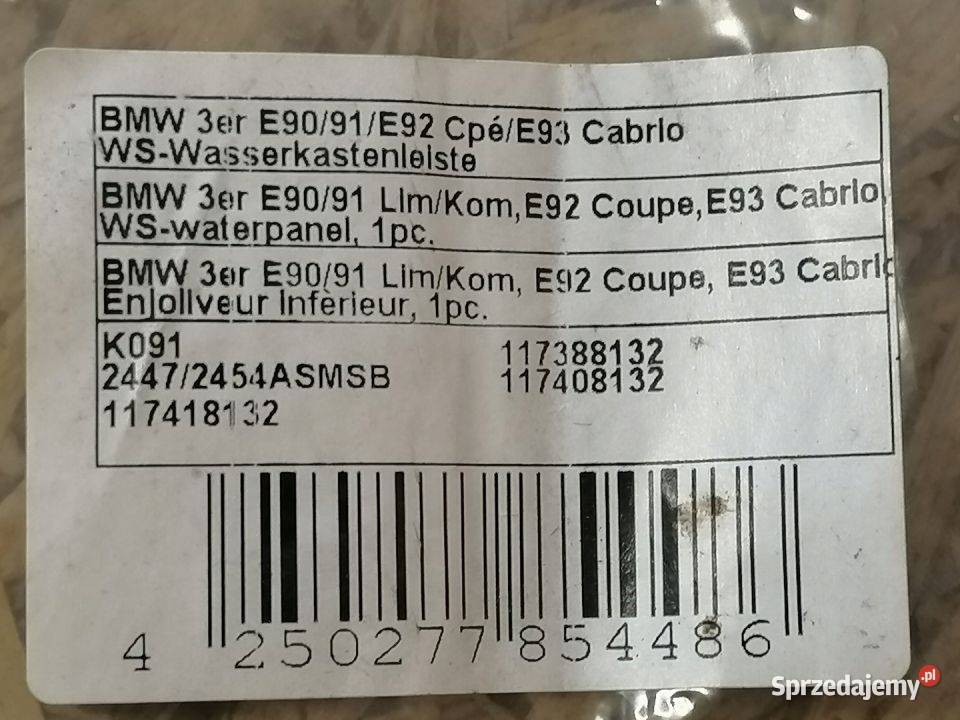 BMW 3er E90/91/E92 Cpé/E93 Cabrio
WS-Wasserkastenleiste
BMW 3er E90/91 Lim/Kom, E92 Coupe, E93 Cabrio,
WS-waterpanel, 1pc.
BMW 3er E90/91 Lim/Kom, E92 Coupe, E93 Cabrio
Enjoliveur inférieur, 1pc.
K091 117388132
2447/2454ASMSB 117408132
117418132
4 250277 854486
Sprzedajemy.pl